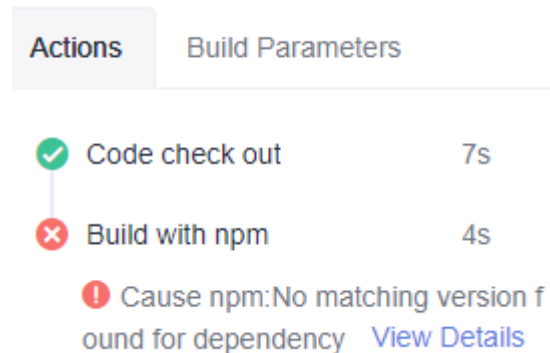 Actions Build Parameters
Code check out 7s
Build with npm 4s
Cause npm:No matching version f
ound for dependency View Details